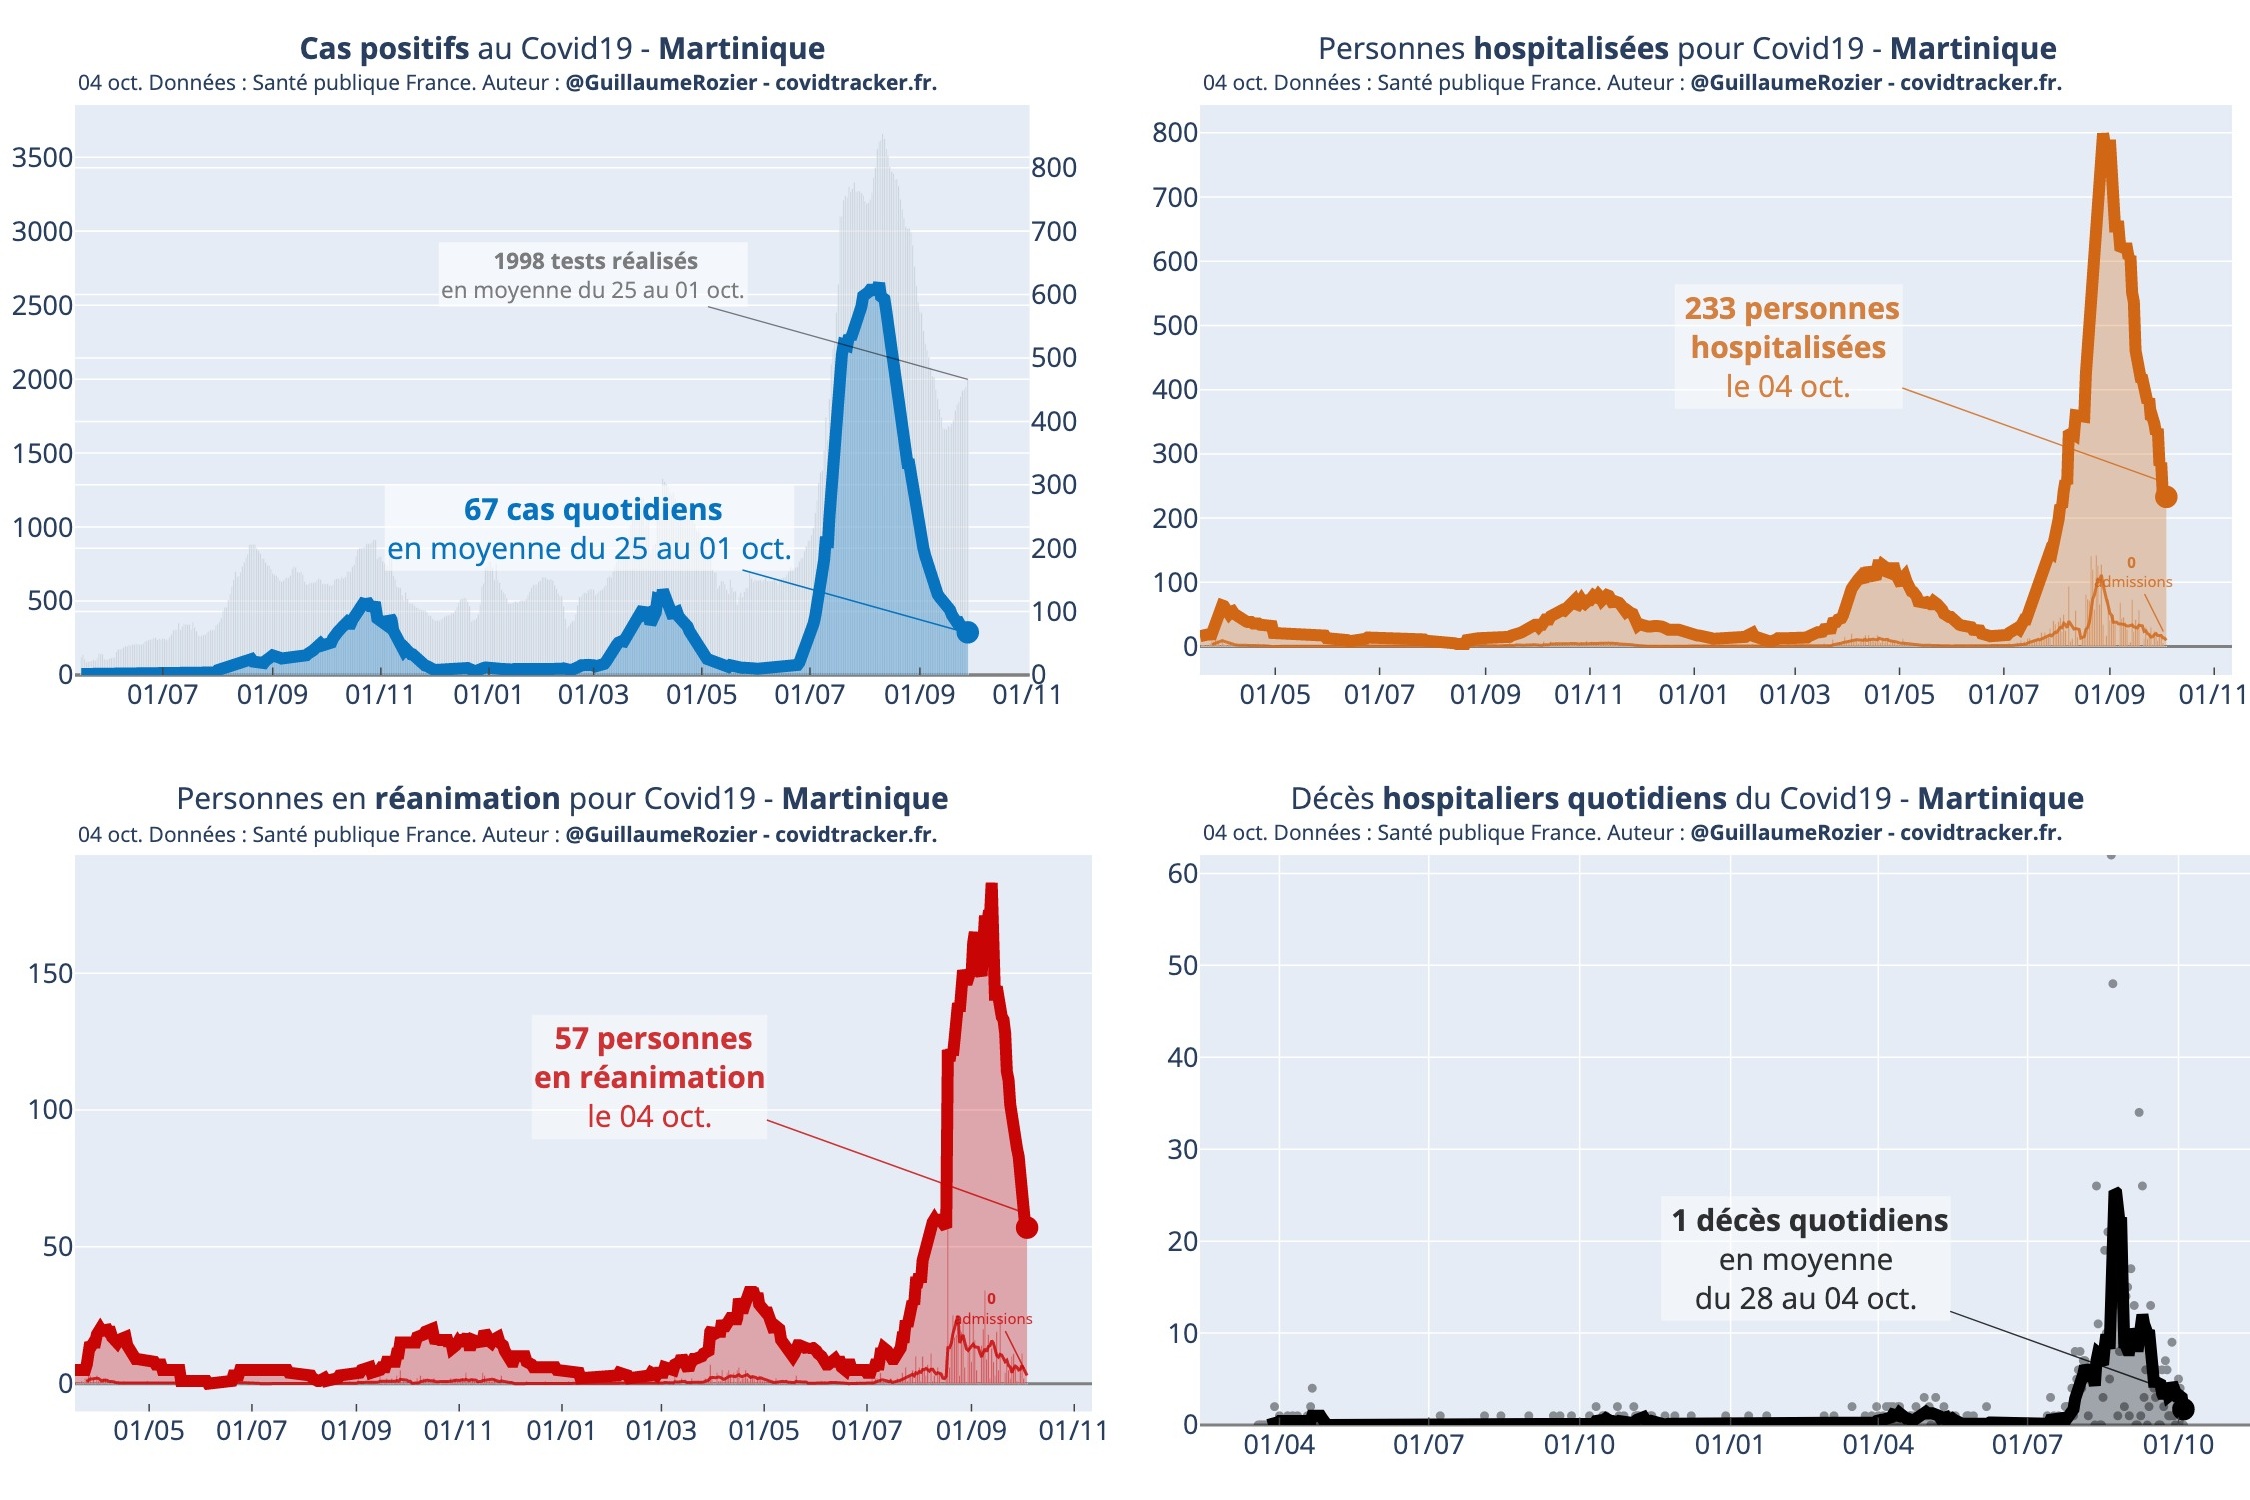 Cas positifs au Covid19 - Martinique
04 oct. Données : Santé publique France. Auteur : @GuillaumeRozier - covidtracker.fr.
3500
3000
2500
2000
1500
1000
500
0
800
700
600
500
400
300
200
100
0
1998 tests réalisés
en moyenne du 25 au 01 oct.
67 cas quotidiens
en moyenne du 25 au 01 oct.
01/07 01/09 01/11 01/01 01/03 01/05 01/07 01/09 01/11
Personnes hospitalisées pour Covid19 - Martinique
04 oct. Données : Santé publique France. Auteur : @GuillaumeRozier - covidtracker.fr.
800
700
600
500
400
300
200
100
0
233 personnes
hospitalisées
le 04 oct.
0
admissions
01/05 01/07 01/09 01/11 01/01 01/03 01/05 01/07 01/09 01/11
Personnes en réanimation pour Covid19 - Martinique
04 oct. Données : Santé publique France. Auteur : @GuillaumeRozier - covidtracker.fr.
150
100
50
0
57 personnes
en réanimation
le 04 oct.
0
admissions
01/05 01/07 01/09 01/11 01/01 01/03 01/05 01/07 01/09 01/11
Décès hospitaliers quotidiens du Covid19 - Martinique
04 oct. Données : Santé publique France. Auteur : @GuillaumeRozier - covidtracker.fr.
60
50
40
30
20
10
0
1 décès quotidiens
en moyenne
du 28 au 04 oct.
01/04 01/07 01/10 01/01 01/04 01/07 01/10